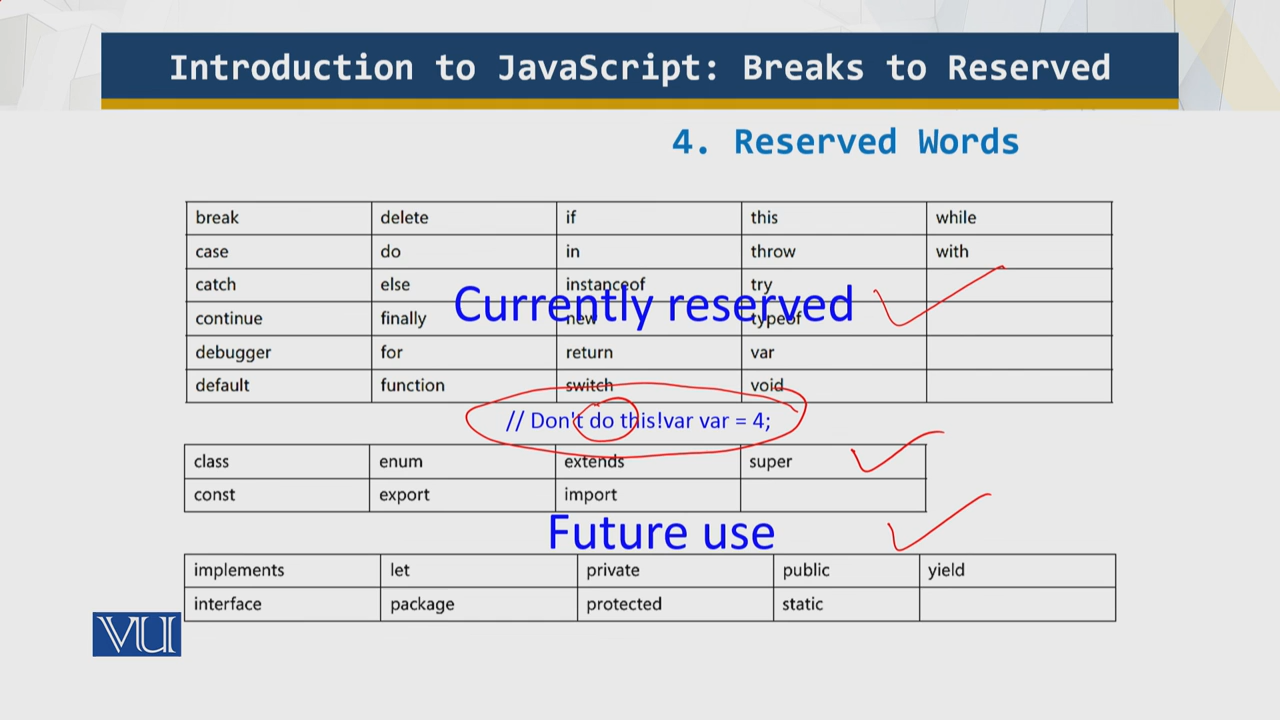 Introduction to JavaScript: Breaks to Reserved
4. Reserved Words
break delete if this while
case do in throw with
catch else instanceof try
Currently reserved
continue finally new typeof
debugger for return var
default function switch void
// Don't do this!var var = 4;
class enum extends super
const export import
Future use
implements let private public yield
interface package protected static
VU